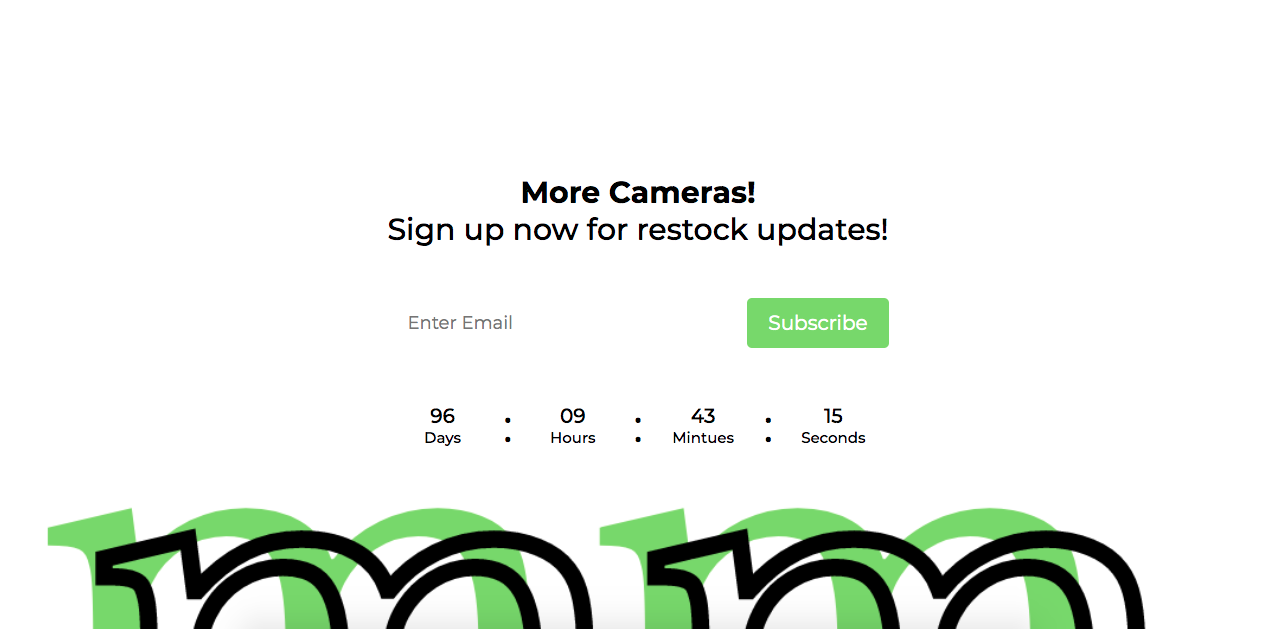 More Cameras!
Sign up now for restock updates!
Enter Email
Subscribe
96 : 09 : 43 : 15
Days Hours Mintues Seconds
mm